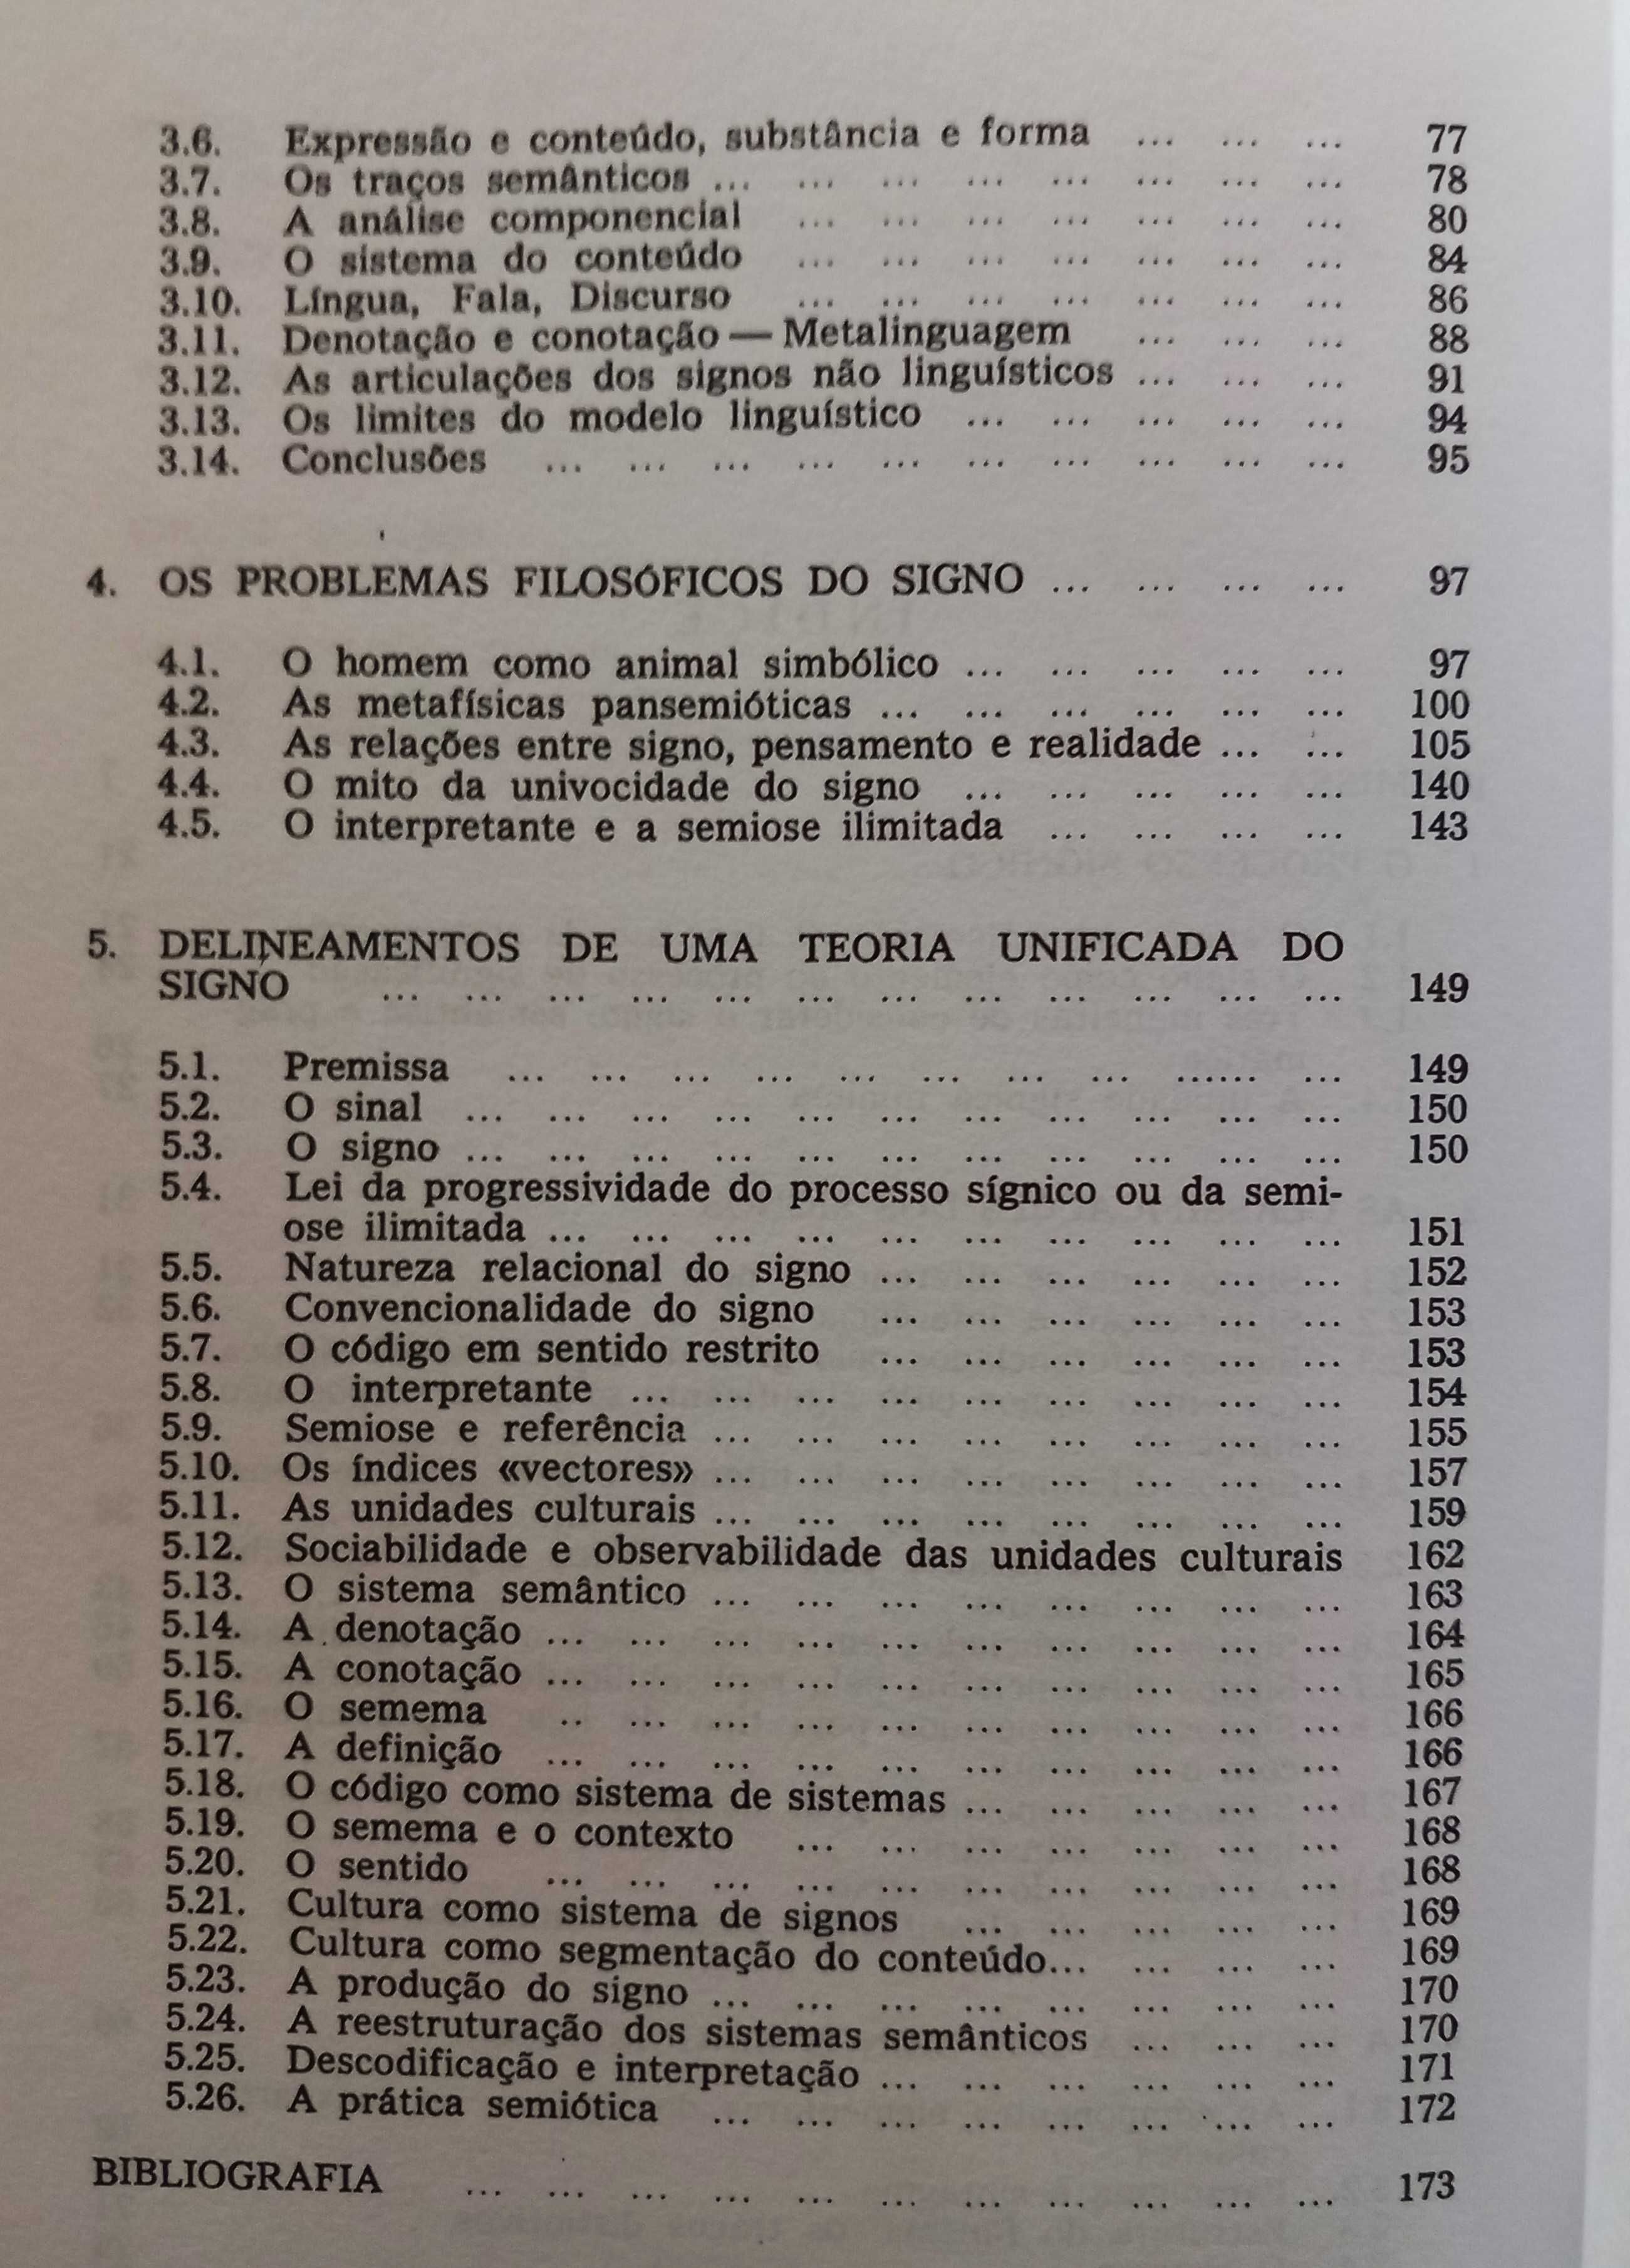 3.6. Expressão e conteúdo, substância e forma ... ... ... 77
3.7. Os traços semânticos ... ... ... ... ... ... ... ... 78
3.8. A análise componencial ... ... ... ... ... ... ... 80
3.9. O sistema do conteúdo ... ... ... ... ... ... ... 84
3.10. Língua, Fala, Discurso ... ... ... ... ... ... ... 86
3.11. Denotação e conotação — Metalinguagem ... ... ... 88
3.12. As articulações dos signos não linguísticos ... ... ... 91
3.13. Os limites do modelo linguístico ... ... ... ... ... 94
3.14. Conclusões ... ... ... ... ... ... ... ... ... ... 95
4. OS PROBLEMAS FILOSÓFICOS DO SIGNO ... ... ... ... 97
4.1. O homem como animal simbólico ... ... ... ... ... 97
4.2. As metafísicas pansemióticas ... ... ... ... ... ... 100
4.3. As relações entre signo, pensamento e realidade ... ... 105
4.4. O mito da univocidade do signo ... ... ... ... ... 140
4.5. O interpretante e a semiose ilimitada ... ... ... ... 143
5. DELINEAMENTOS DE UMA TEORIA UNIFICADA DO
SIGNO ... ... ... ... ... ... ... ... ... ... ... ... 149
5.1. Premissa ... ... ... ... ... ... ... ... ...... ... 149
5.2. O sinal ... ... ... ... ... ... ... ... ... ... ... 150
5.3. O signo ... ... ... ... ... ... ... ... ... ... ... 150
5.4. Lei da progressividade do processo sígnico ou da semi-
ose ilimitada ... ... ... ... ... ... ... ... ... ... 151
5.5. Natureza relacional do signo ... ... ... ... ... ... 152
5.6. Convencionalidade do signo ... ... ... ... ... ... 153
5.7. O código em sentido restrito ... ... ... ... ... ... 153
5.8. O interpretante ... ... ... ... ... ... ... ... ... 154
5.9. Semiose e referência ... ... ... ... ... ... ... ... 155
5.10. Os índices «vectores» ... ... ... ... ... ... ... ... 157
5.11. As unidades culturais ... ... ... ... ... ... ... ... 159
5.12. Sociabilidade e observabilidade das unidades culturais 162
5.13. O sistema semântico ... ... ... ... ... ... ... ... 163
5.14. A denotação ... ... ... ... ... ... ... ... ... ... 164
5.15. A conotação ... ... ... ... ... ... ... ... ... ... 165
5.16. O semema .. ... ... ... ... ... ... ... ... ... 166
5.17. A definição ... ... ... ... ... ... ... ... ... ... 166
5.18. O código como sistema de sistemas ... ... ... ... ... 167
5.19. O semema e o contexto ... ... ... ... ... ... ... 168
5.20. O sentido ... ... ... ... ... ... ... ... ... ... 168
5.21. Cultura como sistema de signos ... ... ... ... ... 169
5.22. Cultura como segmentação do conteúdo... ... ... ... 169
5.23. A produção do signo ... ... ... ... ... ... ... ... 170
5.24. A reestruturação dos sistemas semânticos ... ... ... 170
5.25. Descodificação e interpretação ... ... ... ... ... ... 171
5.26. A prática semiótica ... ... ... ... ... ... ... ... 172
BIBLIOGRAFIA ... ... ... ... ... ... ... ... ... ... ... 173